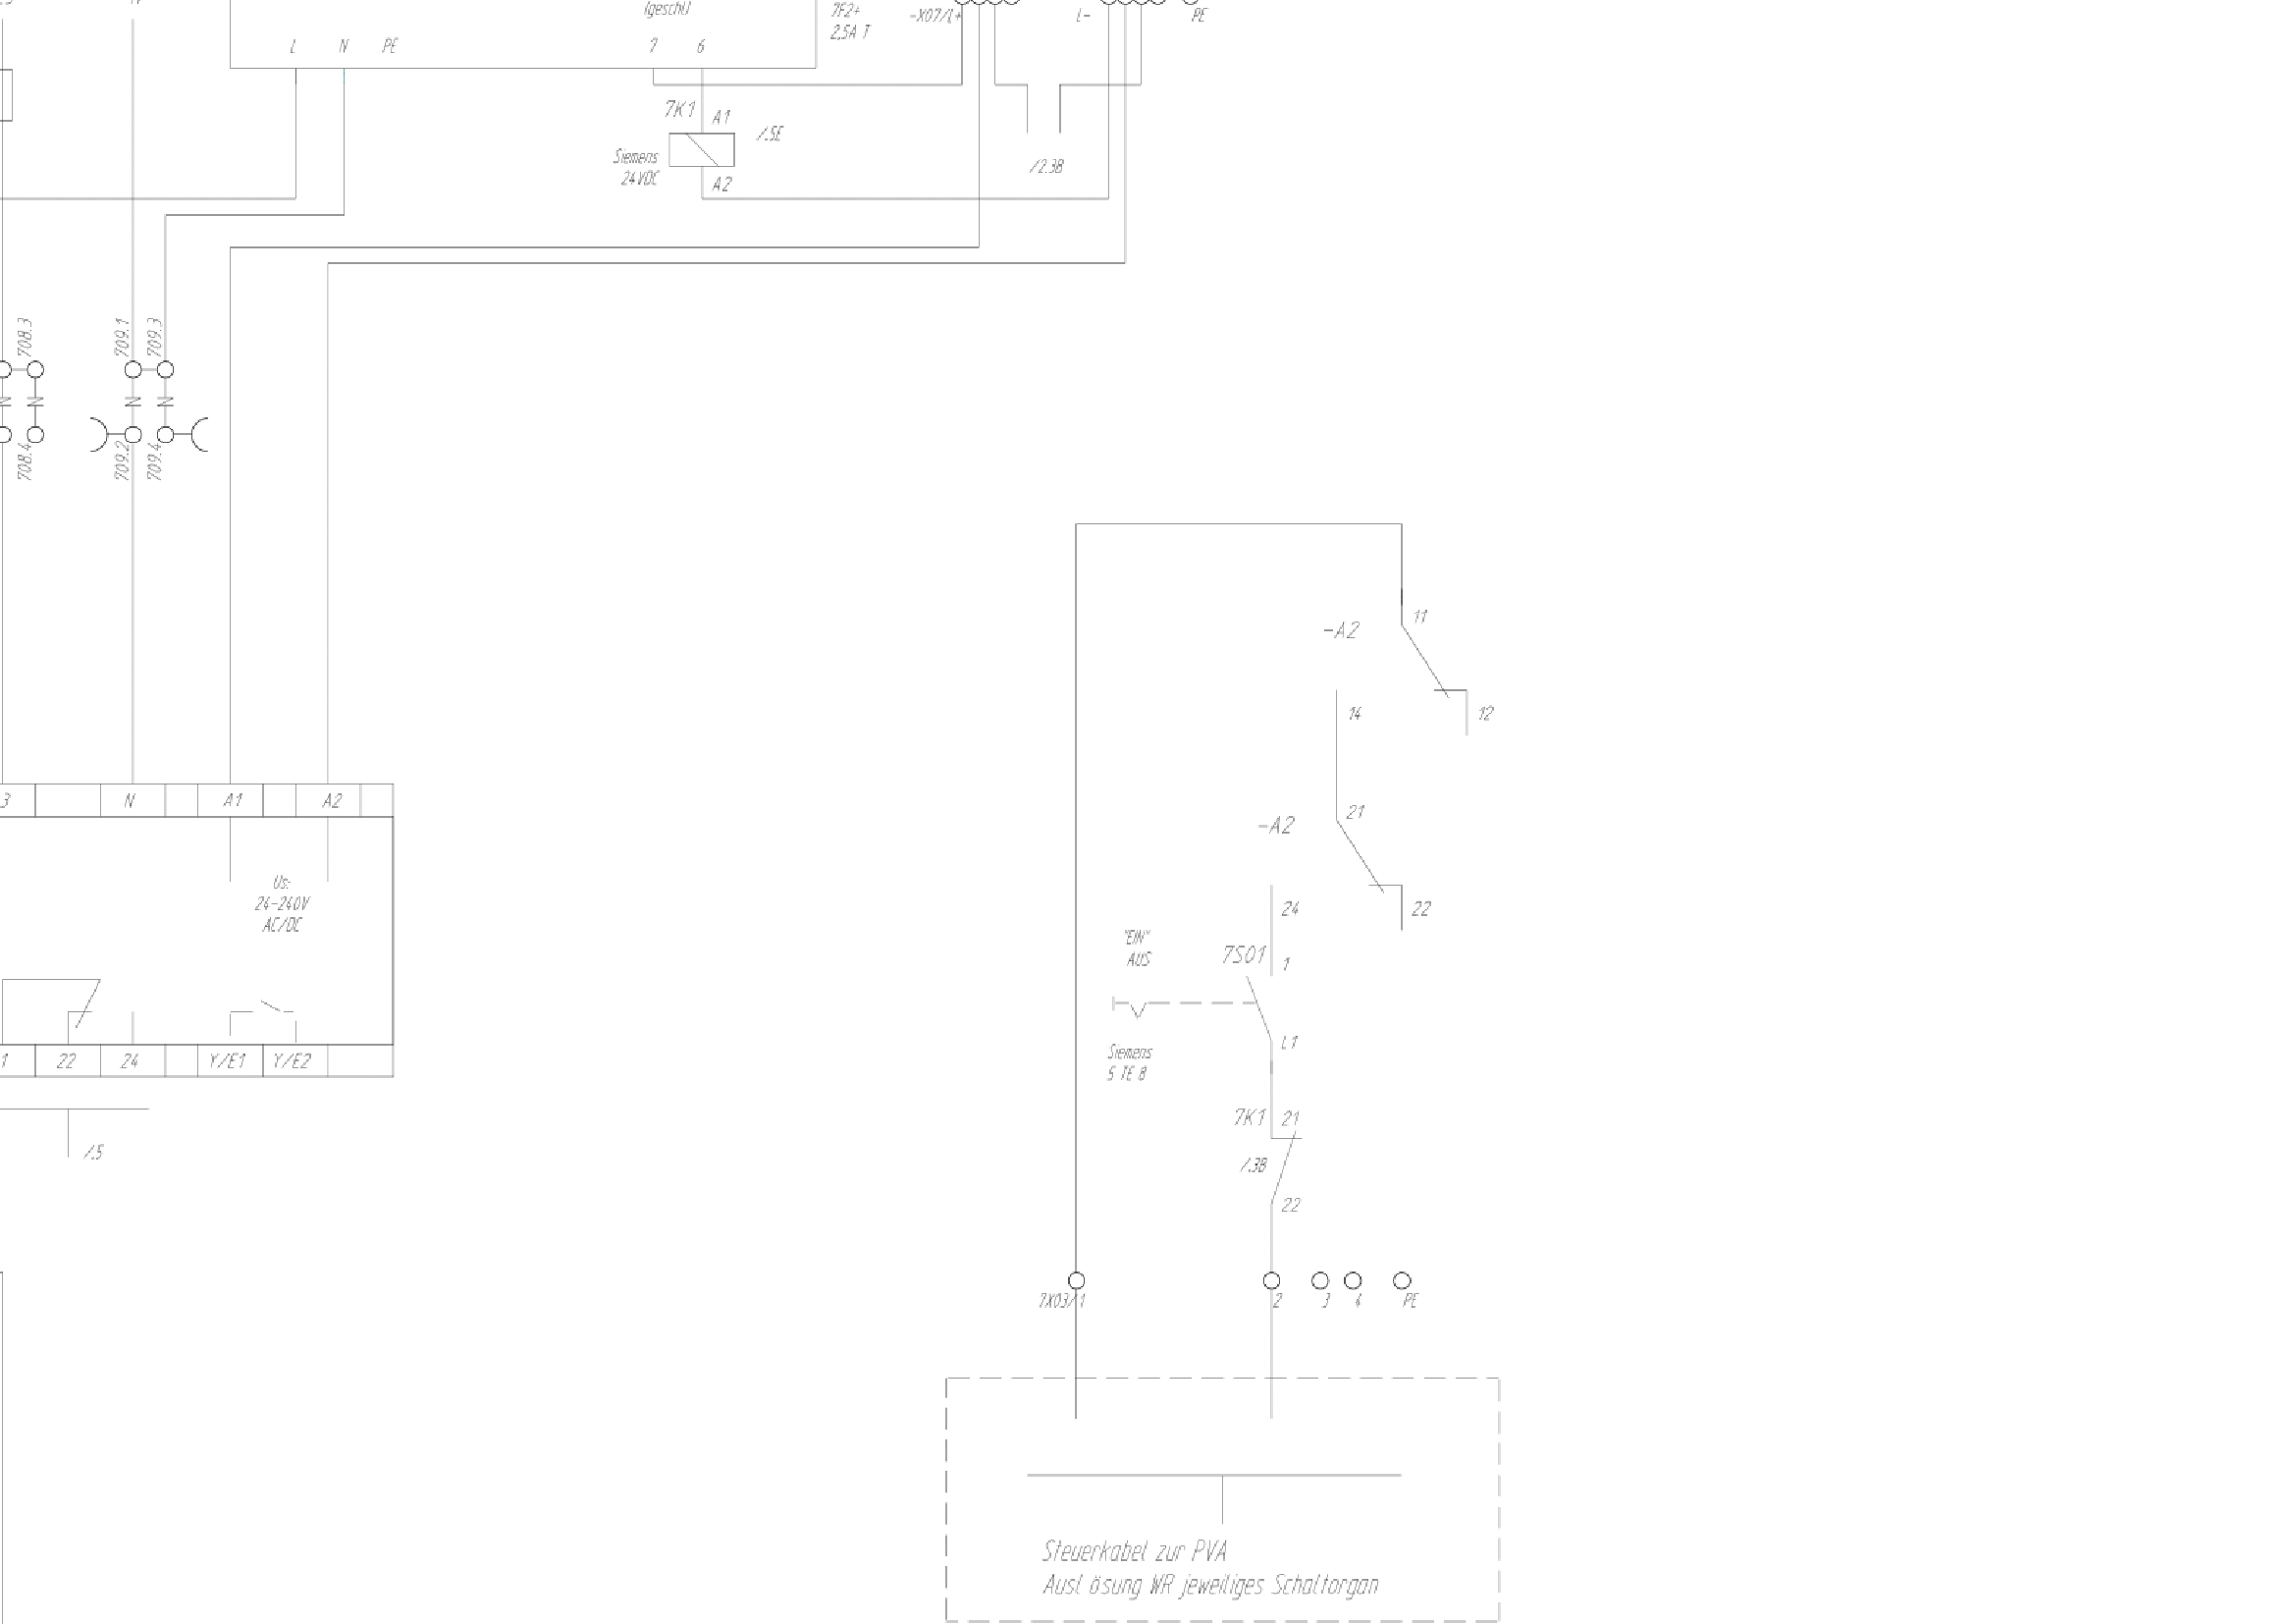 (geschl)
7F2+
2,5A T
-X07/L+
L-
PE
L
N
PE
7
6
7K1
A1
/.5E
Siemens
24VDC
A2
/2.3B
708.3
709.1
709.3
N
N
N
N
708.4
709.2
709.4
-A2
11
14
12
3
N
A1
A2
-A2
21
Us:
24-240V
AC/DC
24
22
"EIN"
AUS
7S01
1
L1
Siemens
5 TE 8
1
22
24
Y/E1
Y/E2
7K1
21
/.5
/.3B
22
7X03/1
2
3
4
PE
Steuerkabel zur PVA
Ausl ösung WR jeweiliges Schaltorgan